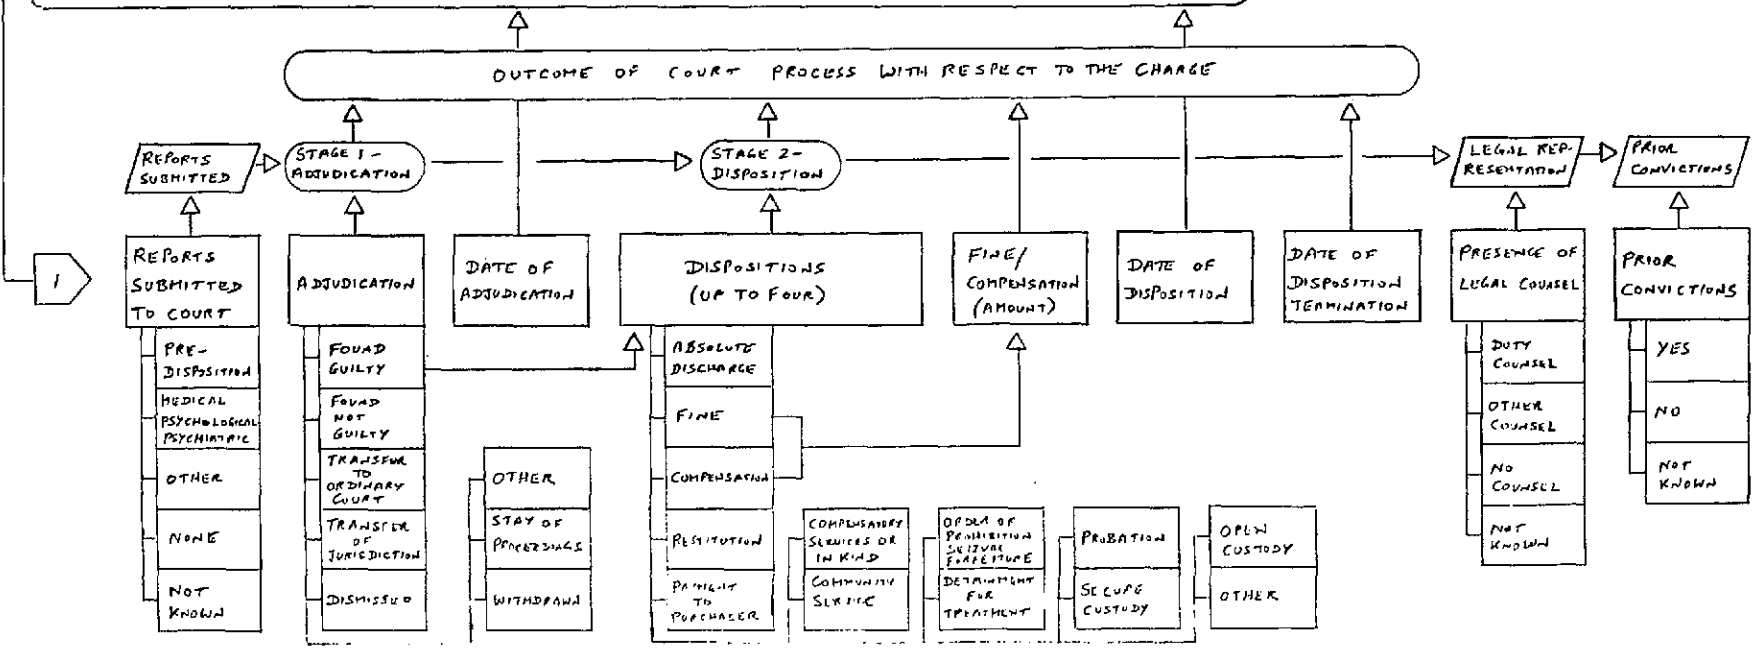 OUTCOME OF COURT PROCESS WITH RESPECT TO THE CHARGE
REPORTS
SUBMITTED
STAGE 1-
ADJUDICATION
STAGE 2-
DISPOSITION
LEGAL REP-
RESENTATION
PRIOR
CONVICTIONS
1
REPORTS
SUBMITTED
TO COURT
ADJUDICATION
DATE OF
ADJUDICATION
DISPOSITIONS
(UP TO FOUR)
FINE/
COMPENSATION
(AMOUNT)
DATE OF
DISPOSITION
DATE OF
DISPOSITION
TERMINATION
PRESENCE OF
LEGAL COUNSEL
PRIOR
CONVICTIONS
PRE-
DISPOSITION
MEDICAL
PSYCHOLOGICAL
PSYCHIATRIC
OTHER
NONE
NOT
KNOWN
FOUND
GUILTY
FOUND
NOT
GUILTY
TRANSFER
TO
ORDINARY
COURT
TRANSFER
OF
JURISDICTION
DISMISSED
OTHER
STAY OF
PROCEEDINGS
WITHDRAWN
ABSOLUTE
DISCHARGE
FINE
COMPENSATION
RESTITUTION
PAYMENT
TO
PURCHASER
COMPENSATORY
SERVICES OR
IN KIND
COMMUNITY
SERVICE
ORDER OF
PROHIBITION
SEIZURE
FORFEITURE
DETAINMENT
FOR
TREATMENT
PROBATION
SECURE
CUSTODY
OPEN
CUSTODY
OTHER
DUTY
COUNSEL
OTHER
COUNSEL
NO
COUNSEL
NOT
KNOWN
YES
NO
NOT
KNOWN